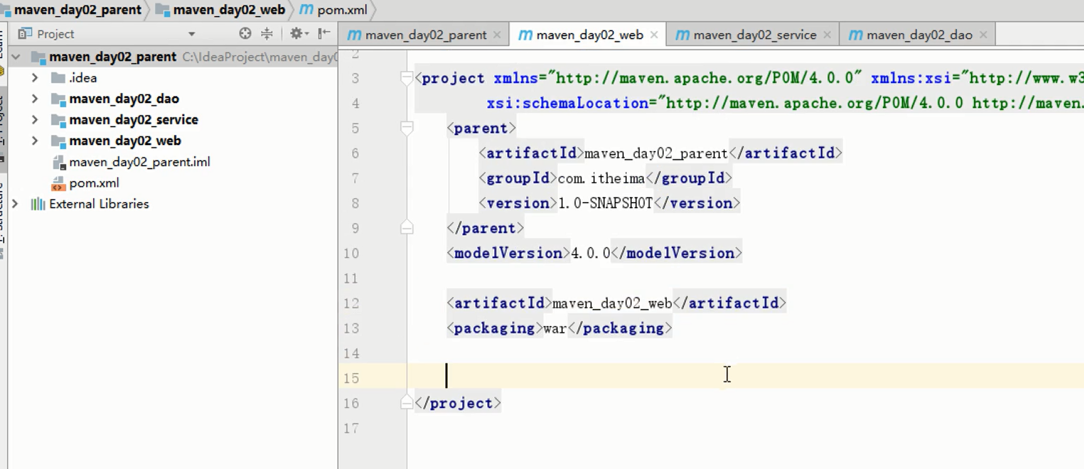 maven_day02_parent maven_day02_web pom.xml
Project
maven_day02_parent C:\IdeaProject\maven_day0
.idea
maven_day02_dao
maven_day02_service
maven_day02_web
maven_day02_parent.iml
pom.xml
External Libraries
maven_day02_parent maven_day02_web maven_day02_service maven_day02_dao
2
3 <project xmlns="http://maven.apache.org/POM/4.0.0" xmlns:xsi="http://www.w3
4 xsi:schemaLocation="http://maven.apache.org/POM/4.0.0 http://maven.
5 <parent>
6 <artifactId>maven_day02_parent</artifactId>
7 <groupId>com.itheima</groupId>
8 <version>1.0-SNAPSHOT</version>
9 </parent>
10 <modelVersion>4.0.0</modelVersion>
11
12 <artifactId>maven_day02_web</artifactId>
13 <packaging>war</packaging>
14
15
16 </project>
17